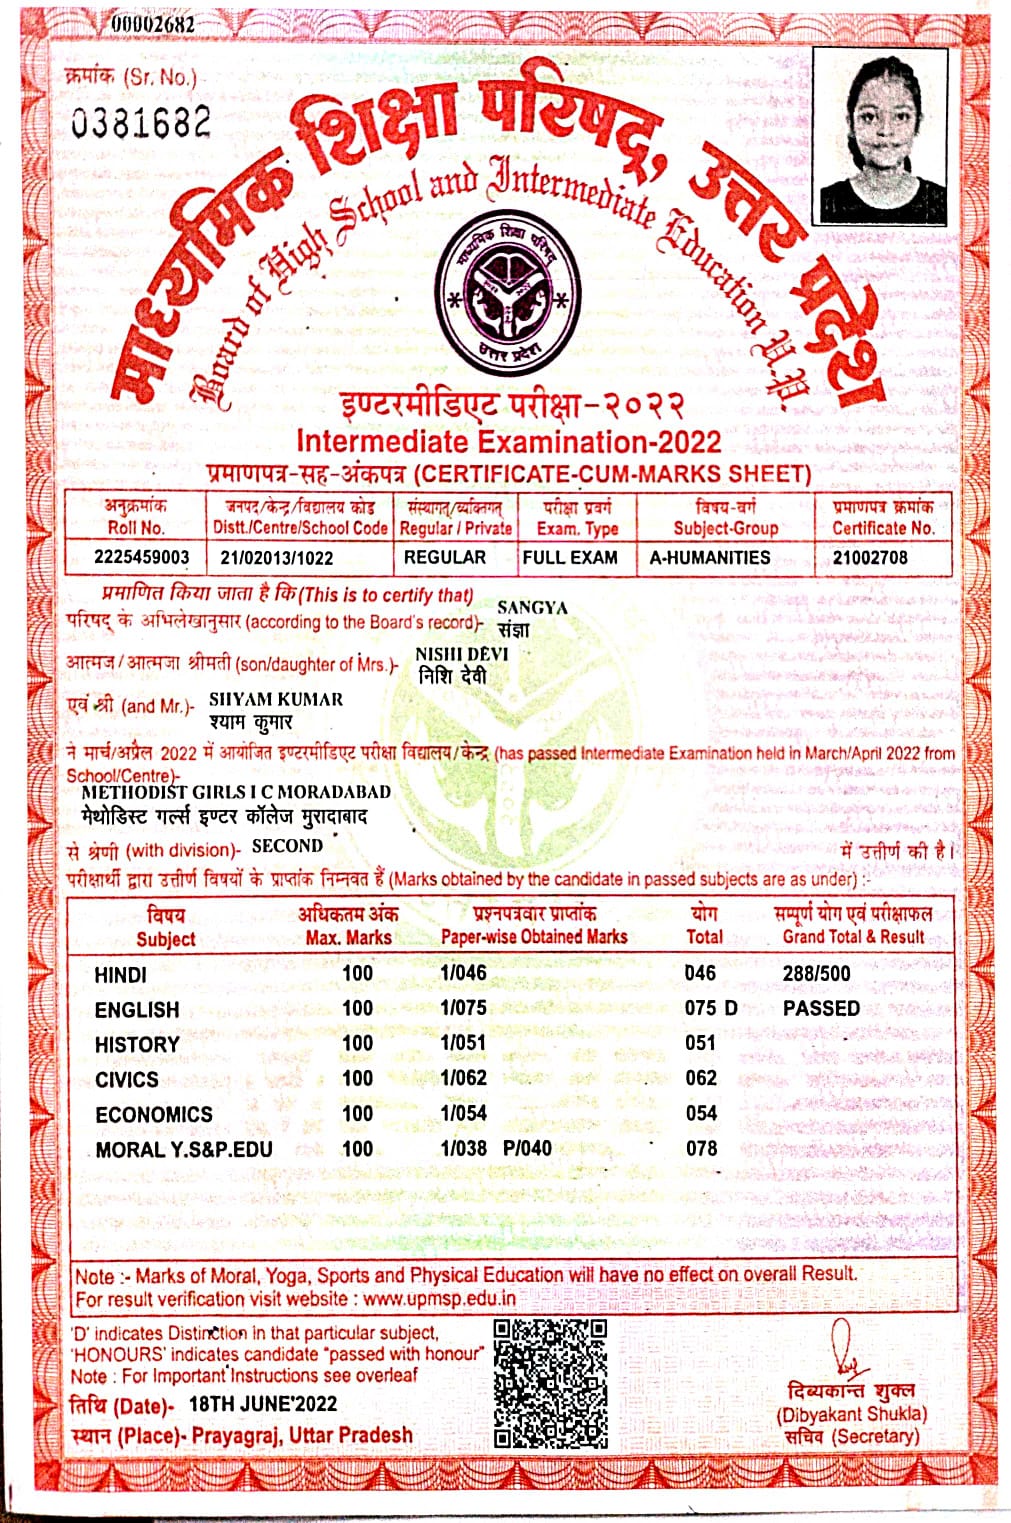 00002682
क्रमांक (Sr. No.)
0381682
माध्यमिक शिक्षा परिषद्, उत्तर प्रदेश
Board of High School and Intermediate Education U.P.
माध्यमिक शिक्षा परिषद्
उत्तर प्रदेश
इण्टरमीडिएट परीक्षा-२०२२
Intermediate Examination-2022
प्रमाणपत्र-सह-अंकपत्र (CERTIFICATE-CUM-MARKS SHEET)
अनुक्रमांक जनपद/केन्द्र/विद्यालय कोड संस्थागत्/व्यक्तिगत् परीक्षा प्रवर्ग विषय-वर्ग प्रमाणपत्र क्रमांक
Roll No. Distt./Centre/School Code Regular / Private Exam. Type Subject-Group Certificate No.
2225459003 21/02013/1022 REGULAR FULL EXAM A-HUMANITIES 21002708
प्रमाणित किया जाता है कि (This is to certify that)
परिषद् के अभिलेखानुसार (according to the Board's record)- SANGYA
संज्ञा
आत्मज/आत्मजा श्रीमती (son/daughter of Mrs.)- NISHI DEVI
निशि देवी
एवं श्री (and Mr.)- SHYAM KUMAR
श्याम कुमार
ने मार्च/अप्रैल 2022 में आयोजित इण्टरमीडिएट परीक्षा विद्यालय/केन्द्र (has passed Intermediate Examination held in March/April 2022 from
School/Centre)-
METHODIST GIRLS I C MORADABAD
मेथोडिस्ट गर्ल्स इण्टर कॉलेज मुरादाबाद
से श्रेणी (with division)- SECOND में उत्तीर्ण की है।
परीक्षार्थी द्वारा उत्तीर्ण विषयों के प्राप्तांक निम्नवत हैं (Marks obtained by the candidate in passed subjects are as under) :-
विषय अधिकतम अंक प्रश्नपत्रवार प्राप्तांक योग सम्पूर्ण योग एवं परीक्षाफल
Subject Max. Marks Paper-wise Obtained Marks Total Grand Total & Result
HINDI 100 1/046 046 288/500
ENGLISH 100 1/075 075 D PASSED
HISTORY 100 1/051 051
CIVICS 100 1/062 062
ECONOMICS 100 1/054 054
MORAL Y.S&P.EDU 100 1/038 P/040 078
Note :- Marks of Moral, Yoga, Sports and Physical Education will have no effect on overall Result.
For result verification visit website : www.upmsp.edu.in
'D' indicates Distinction in that particular subject,
'HONOURS' indicates candidate "passed with honour"
Note : For Important Instructions see overleaf
तिथि (Date)- 18TH JUNE'2022
स्थान (Place)- Prayagraj, Uttar Pradesh
दिब्यकान्त शुक्ल
(Dibyakant Shukla)
सचिव (Secretary)